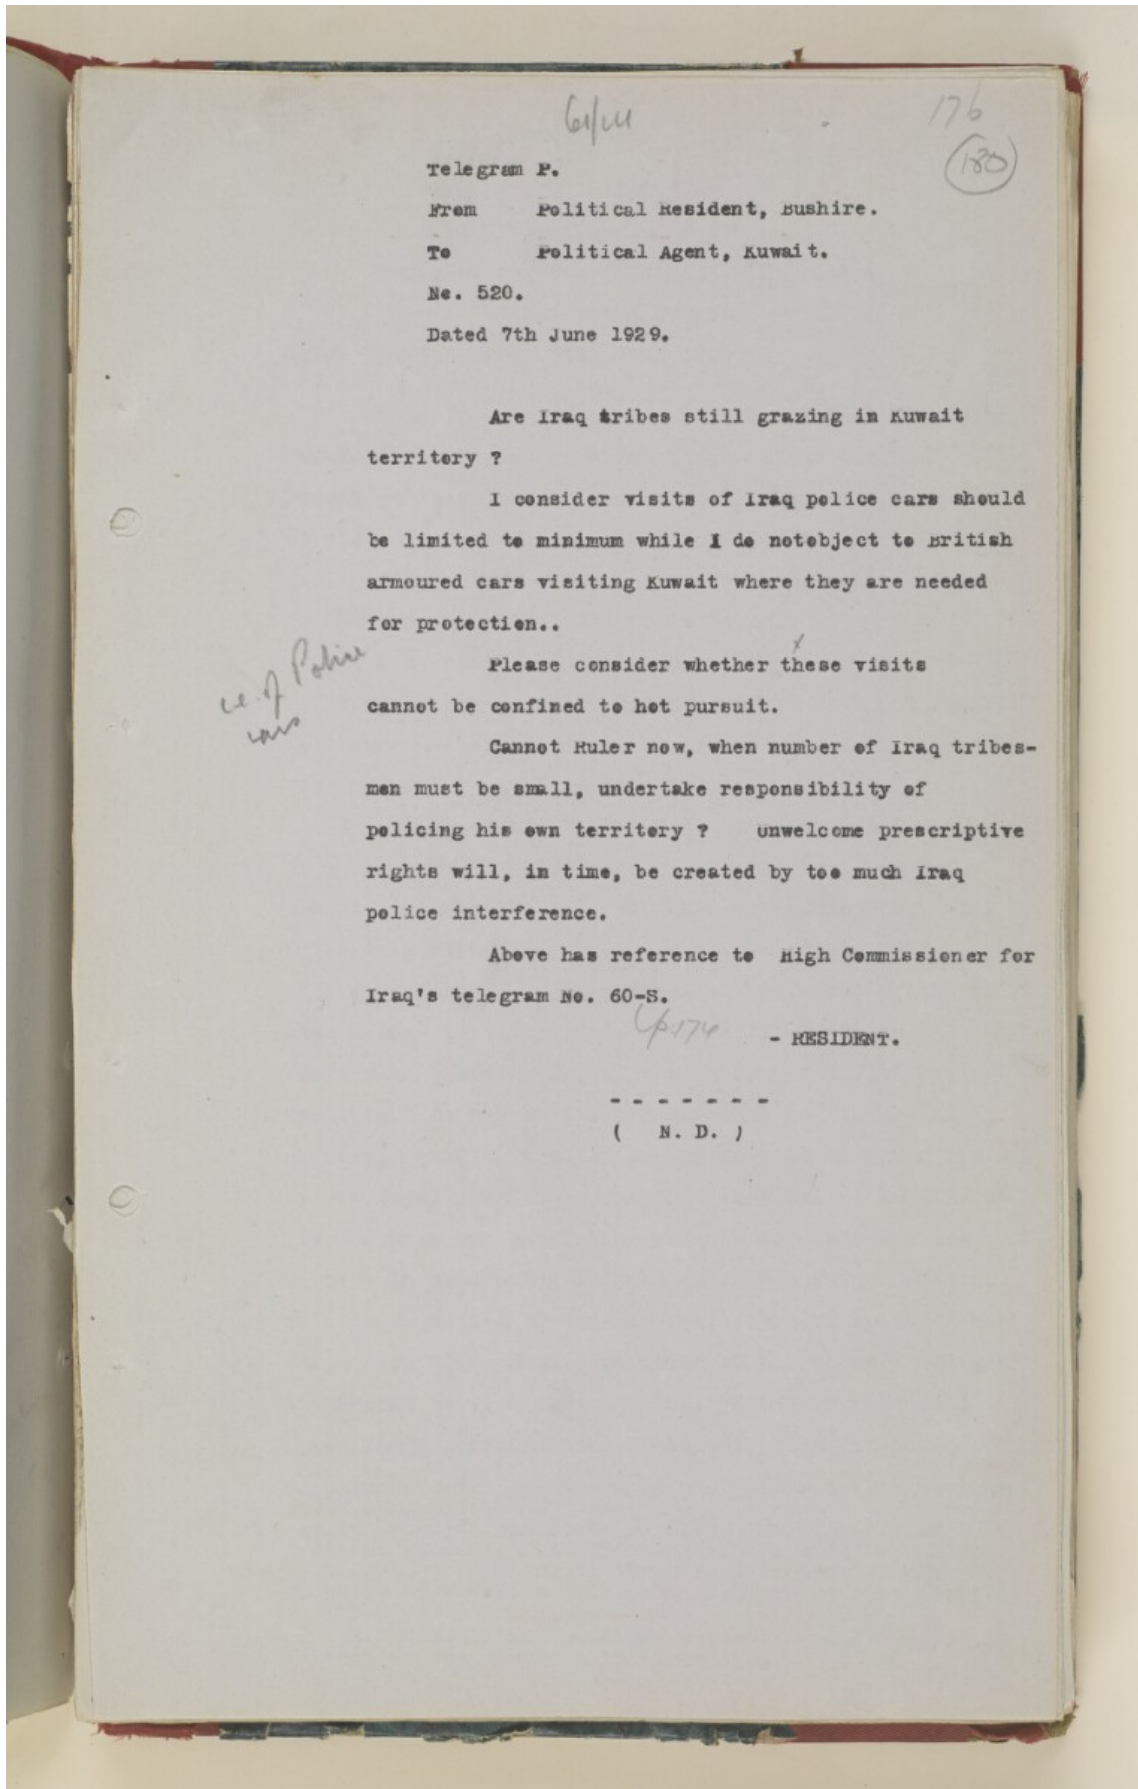 176
180
Telegram P.
From Political Resident, Bushire.
To Political Agent, Kuwait.
No. 520.
Dated 7th June 1929.
Are Iraq tribes still grazing in Kuwait
territory ?
I consider visits of Iraq police cars should
be limited to minimum while I do notobject to British
armoured cars visiting Kuwait where they are needed
for protection..
x
Please consider whether these visits
cannot be confined to hot pursuit.
i.e. of Police
cars
Cannot Ruler now, when number of Iraq tribes-
men must be small, undertake responsibility of
policing his own territory ? Unwelcome prescriptive
rights will, in time, be created by too much Iraq
police interference.
Above has reference to High Commissioner for
Iraq's telegram No. 60-S.
p.174
- RESIDENT.
- - - - - - -
( N. D. )